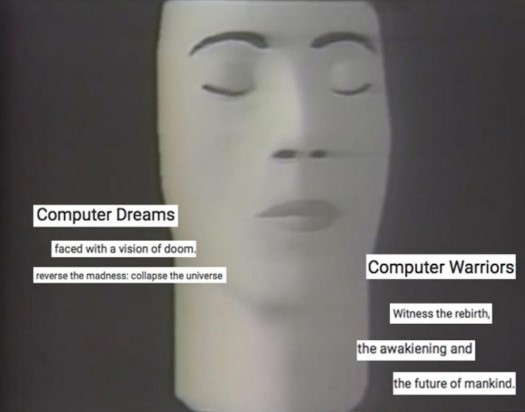 Computer Dreams
faced with a vision of doom.
reverse the madness: collapse the universe
Computer Warriors
Witness the rebirth,
the awakiening and
the future of mankind.